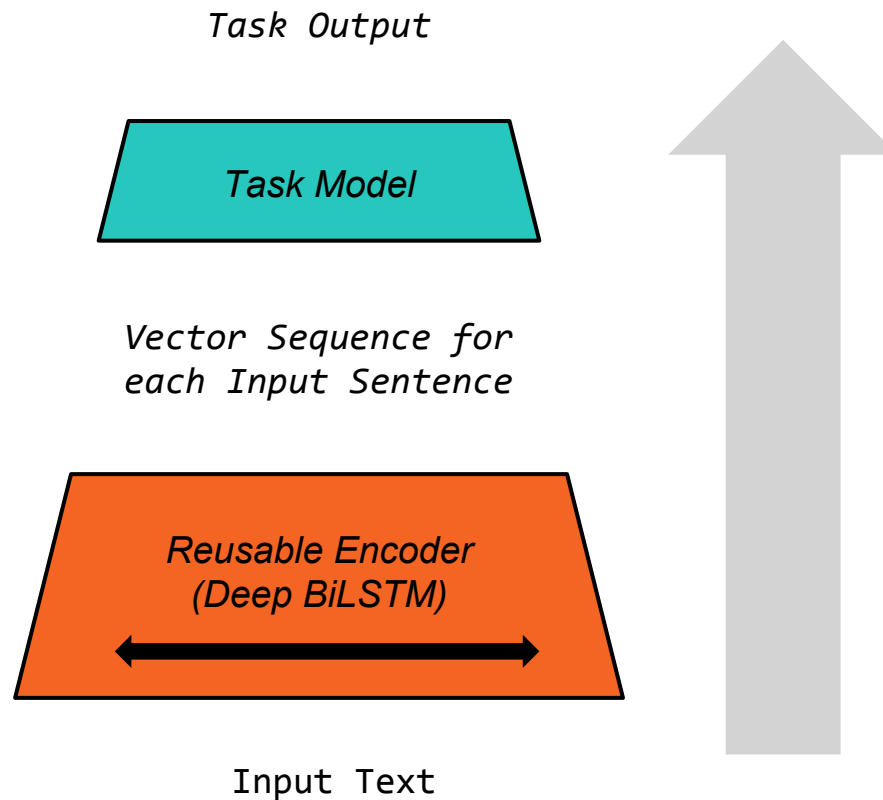 Task Output
Task Model
Vector Sequence for
each Input Sentence
Reusable Encoder
(Deep BiLSTM)
Input Text